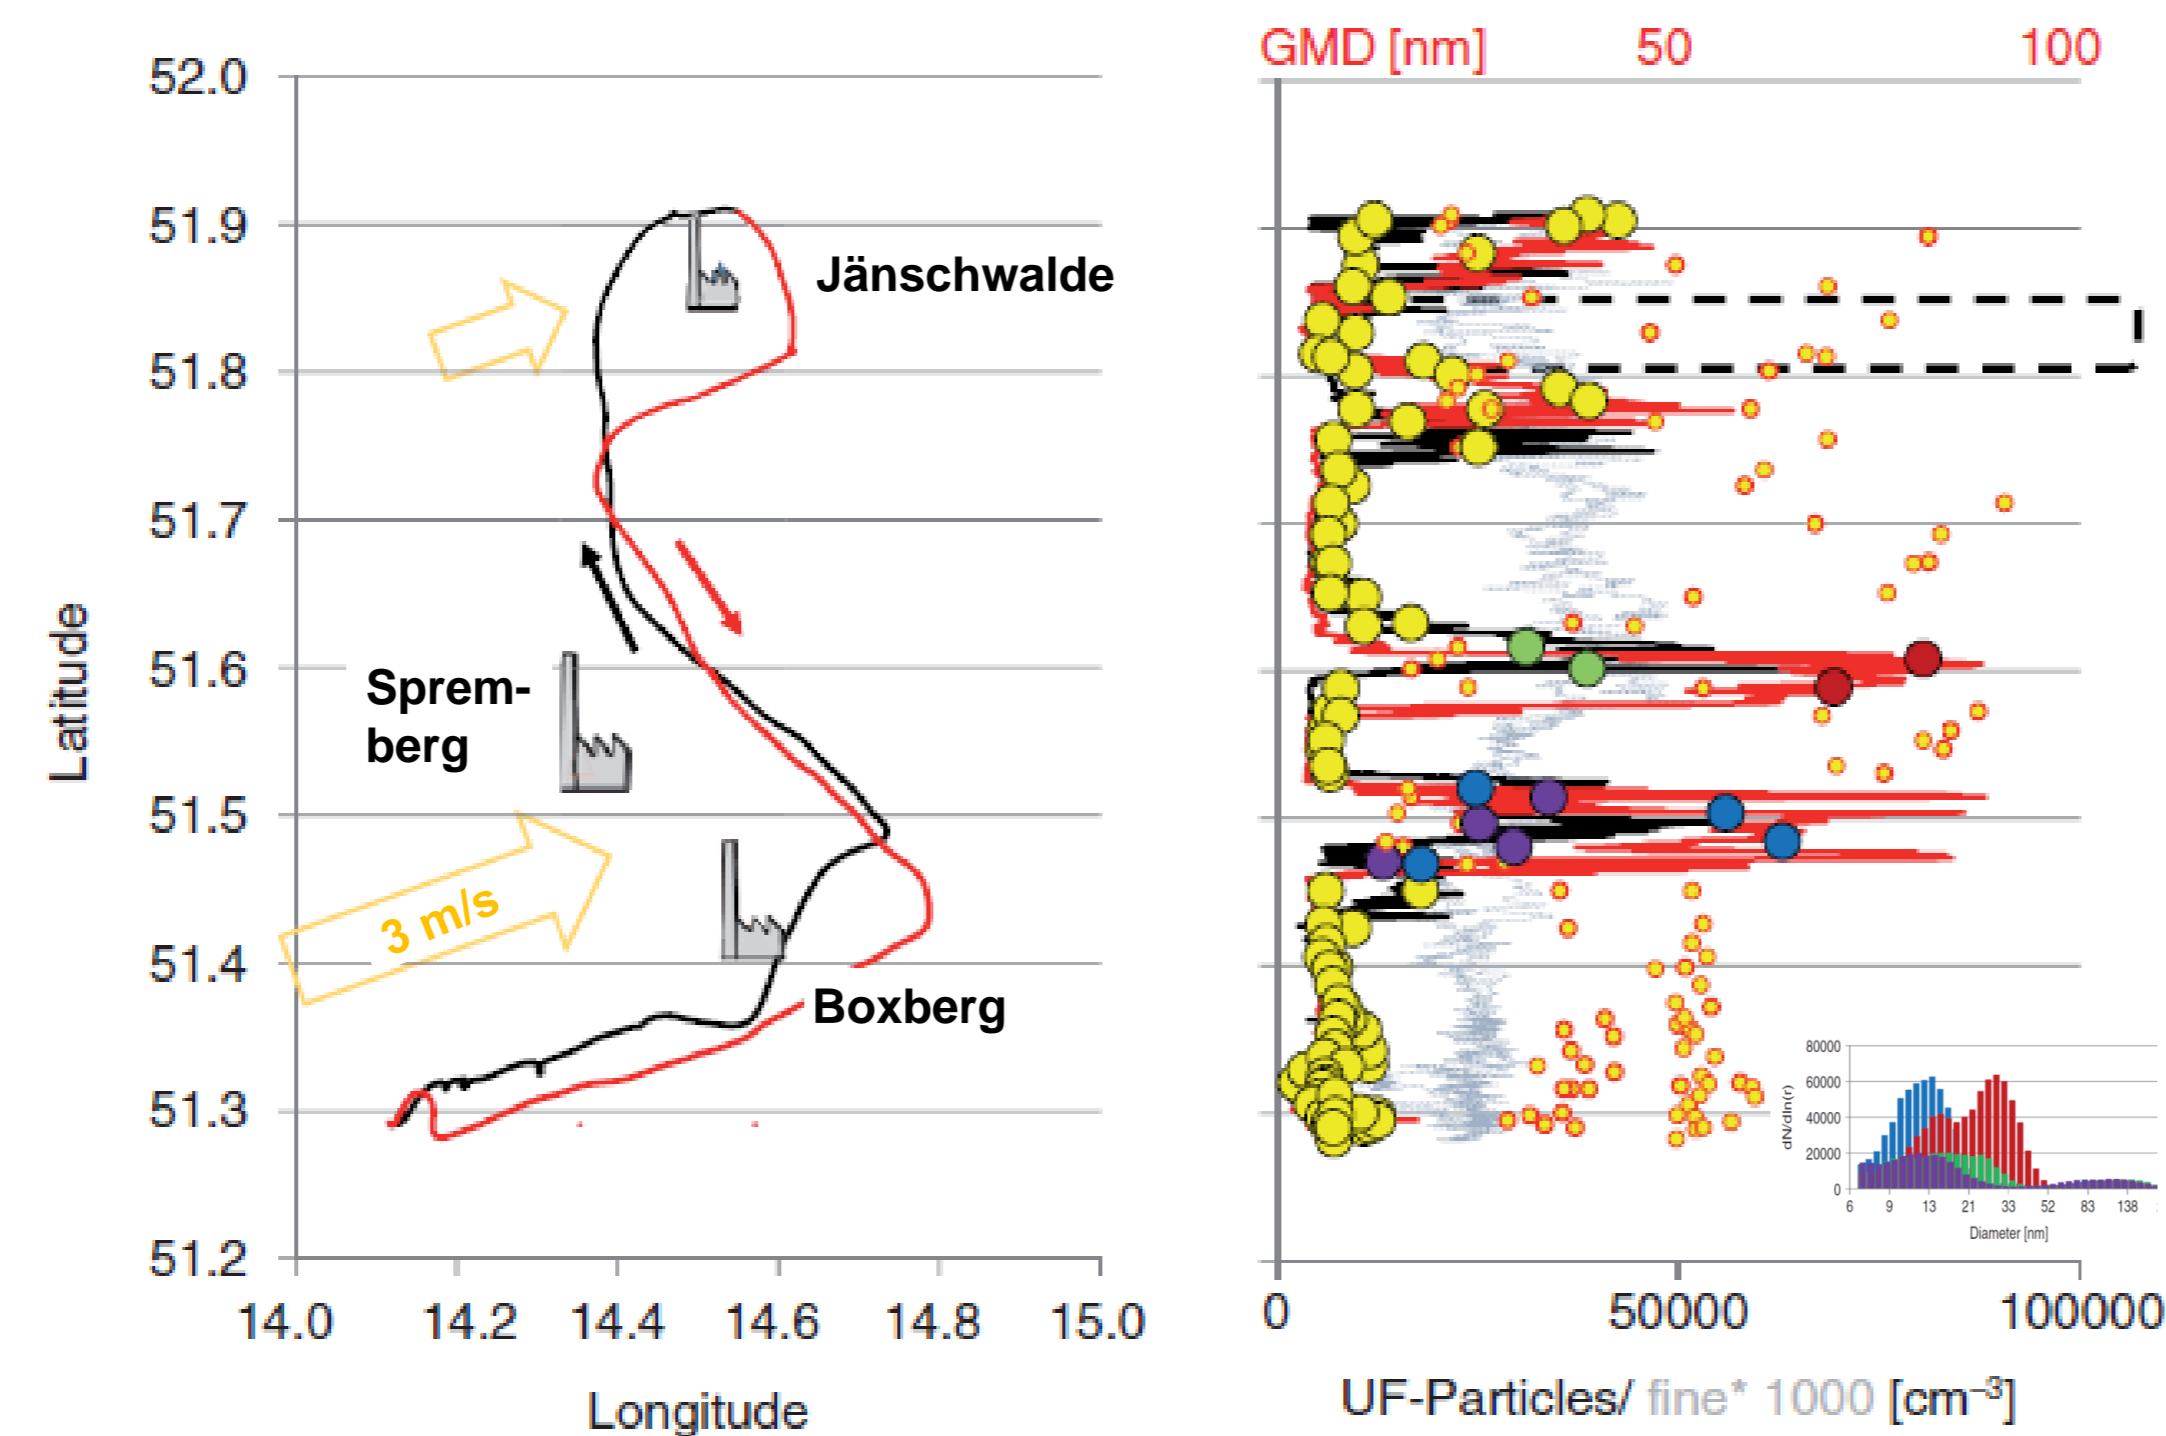 GMD [nm] 50 100
52.0
51.9
51.8
51.7
51.6
51.5
51.4
51.3
51.2
Latitude
14.0 14.2 14.4 14.6 14.8 15.0
Longitude
Jänschwalde
Sprem-
berg
3 m/s
Boxberg
80000
60000
40000
20000
0
dN/dln(r)
6 9 13 21 33 52 83 138
Diameter [nm]
0 50000 100000
UF-Particles/ fine* 1000 [cm⁻³]